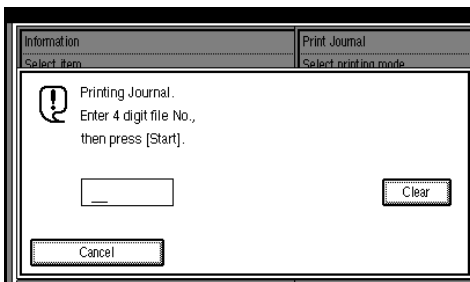 Information
Print Journal
Select item
Select printing mode
Printing Journal.
Enter 4 digit file No.,
then press [Start].
Clear
Cancel